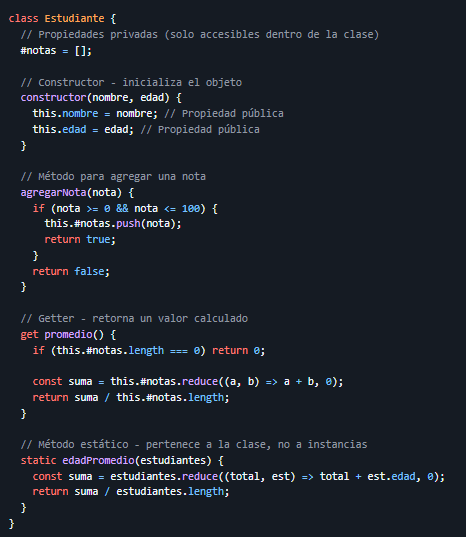 class Estudiante {
  // Propiedades privadas (solo accesibles dentro de la clase)
  #notas = [];

  // Constructor - inicializa el objeto
  constructor(nombre, edad) {
    this.nombre = nombre; // Propiedad pública
    this.edad = edad; // Propiedad pública
  }

  // Método para agregar una nota
  agregarNota(nota) {
    if (nota >= 0 && nota <= 100) {
      this.#notas.push(nota);
      return true;
    }
    return false;
  }

  // Getter - retorna un valor calculado
  get promedio() {
    if (this.#notas.length === 0) return 0;

    const suma = this.#notas.reduce((a, b) => a + b, 0);
    return suma / this.#notas.length;
  }

  // Método estático - pertenece a la clase, no a instancias
  static edadPromedio(estudiantes) {
    const suma = estudiantes.reduce((total, est) => total + est.edad, 0);
    return suma / estudiantes.length;
  }
}